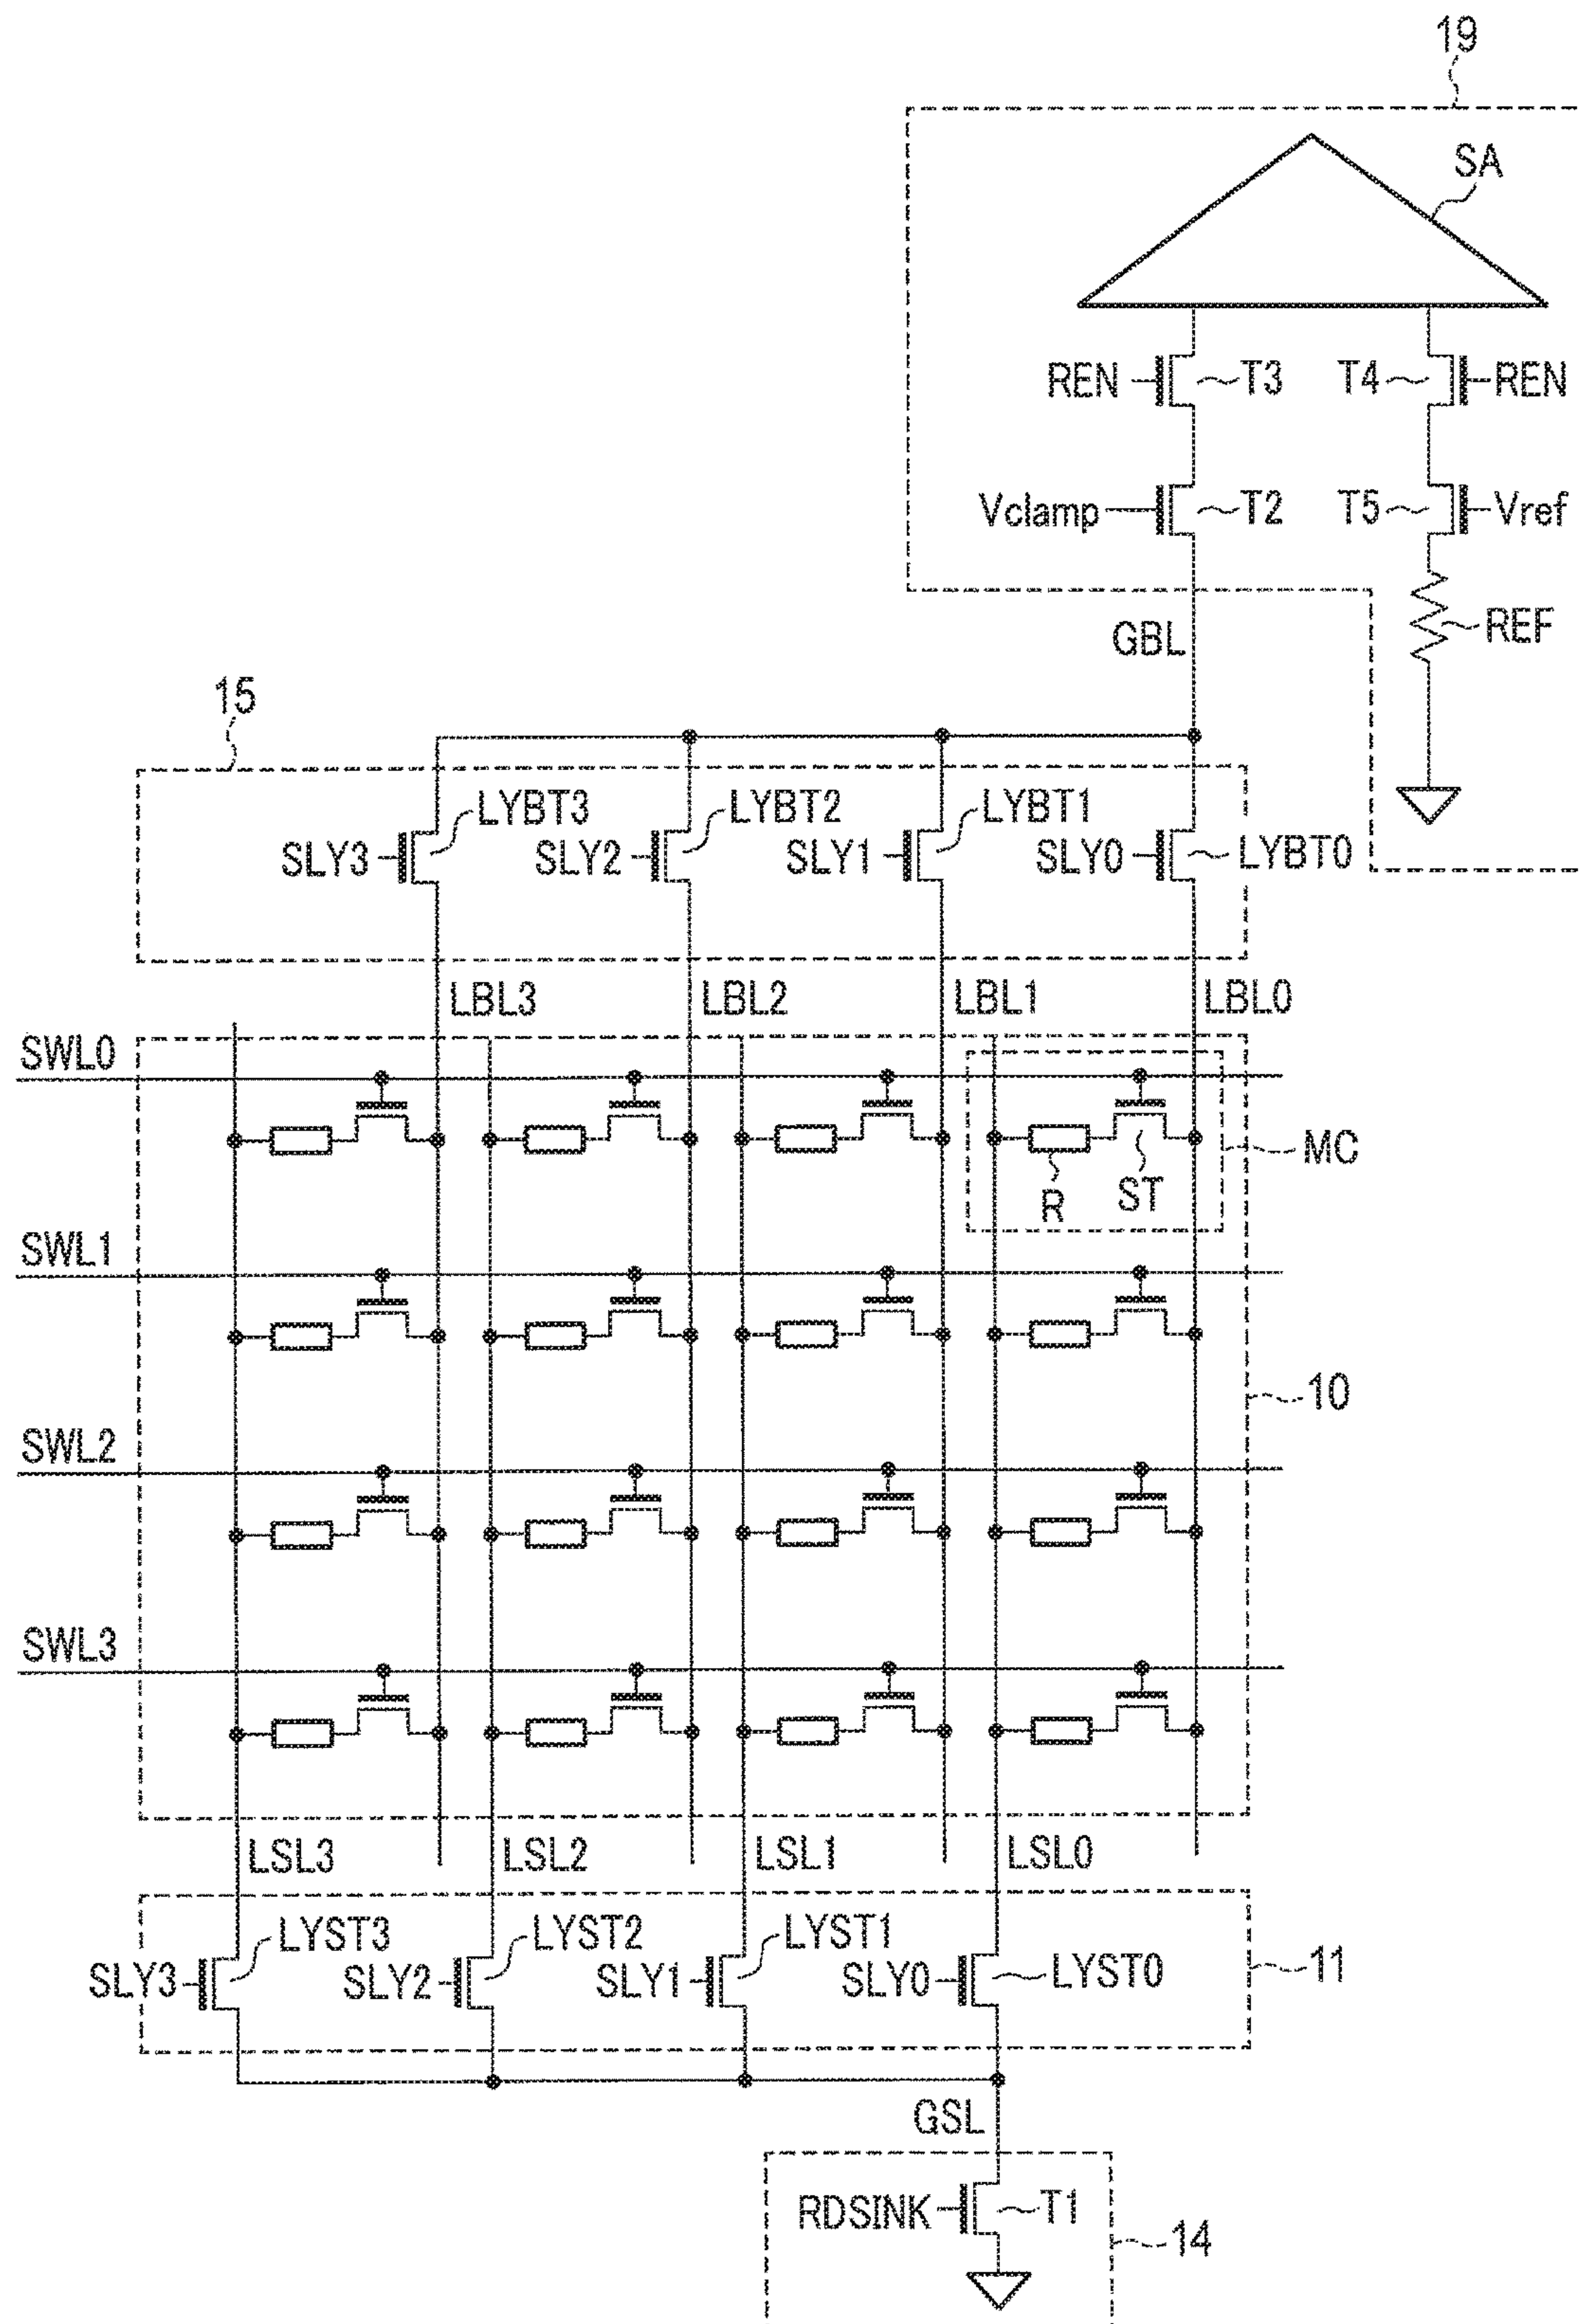 19
SA
REN T3 T4 REN
Vclamp T2 T5 Vref
REF
GBL
15
LYBT3 LYBT2 LYBT1
SLY3 SLY2 SLY1 SLY0 LYBT0
LBL3 LBL2 LBL1 LBL0
SWL0
MC
R ST
SWL1
10
SWL2
SWL3
LSL3 LSL2 LSL1 LSL0
LYST3 LYST2 LYST1
SLY3 SLY2 SLY1 SLY0 LYST0 11
GSL
RDSINK T1
14